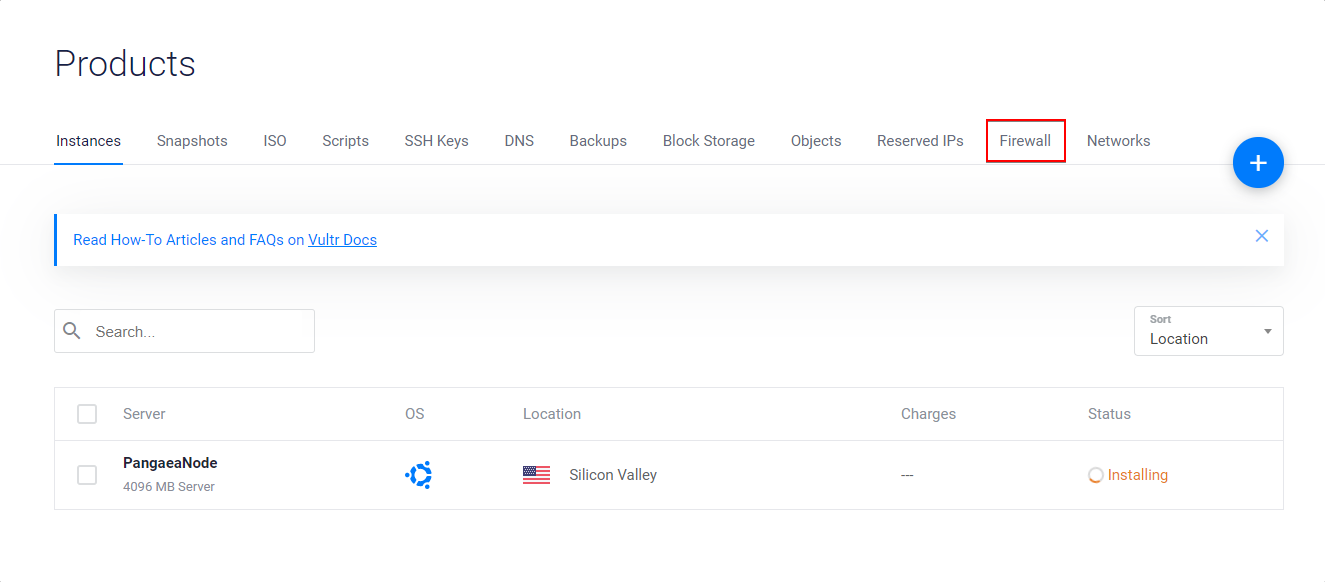 Products
Instances Snapshots ISO Scripts SSH Keys DNS Backups Block Storage Objects Reserved IPs Firewall Networks
Read How-To Articles and FAQs on Vultr Docs
Search...
Sort
Location
Server OS Location Charges Status
PangaeaNode
4096 MB Server
Silicon Valley --- Installing